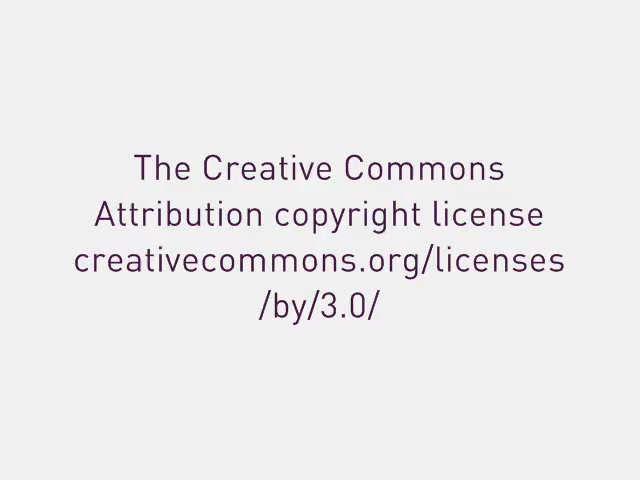 The Creative Commons
Attribution copyright license
creativecommons.org/licenses
/by/3.0/